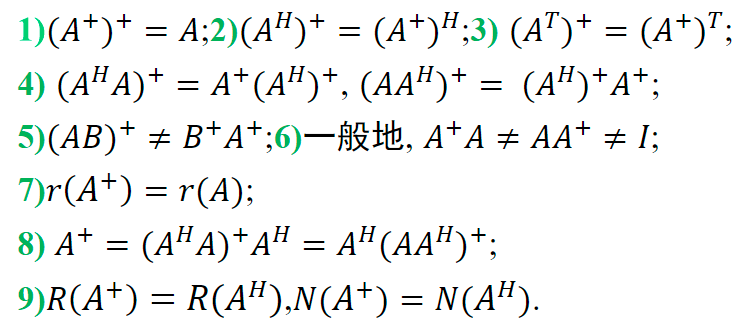 1)(A⁺)⁺ = A;2)(Aᴴ)⁺ = (A⁺)ᴴ;3) (Aᵀ)⁺ = (A⁺)ᵀ;
4) (AᴴA)⁺ = A⁺(Aᴴ)⁺, (AAᴴ)⁺ = (Aᴴ)⁺A⁺;
5)(AB)⁺ ≠ B⁺A⁺;6)一般地, A⁺A ≠ AA⁺ ≠ I;
7)r(A⁺) = r(A);
8) A⁺ = (AᴴA)⁺Aᴴ = Aᴴ(AAᴴ)⁺;
9)R(A⁺) = R(Aᴴ),N(A⁺) = N(Aᴴ).